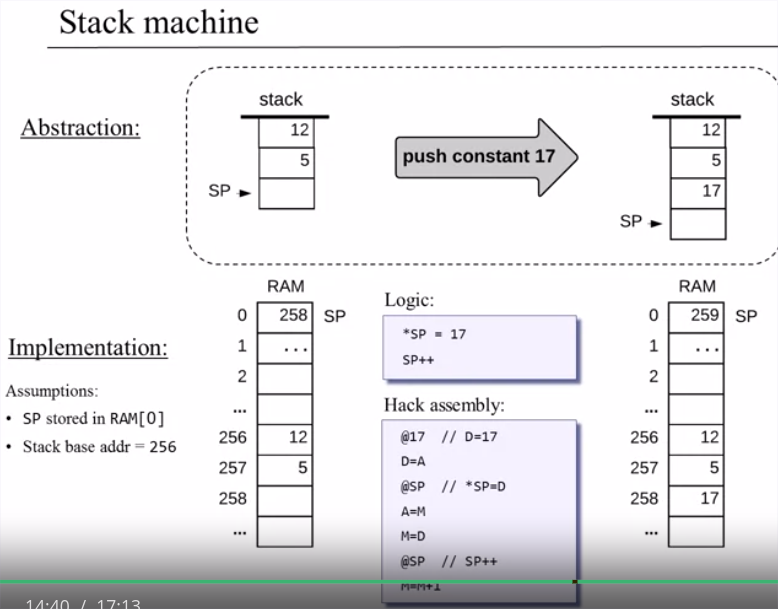 Stack machine
Abstraction:
stack
12
5
SP
push constant 17
stack
12
5
17
SP
Implementation:
Assumptions:
• SP stored in RAM[0]
• Stack base addr = 256
RAM
0 258 SP
1 ...
2
...
256 12
257 5
258
...
Logic:
*SP = 17
SP++
Hack assembly:
@17 // D=17
D=A
@SP // *SP=D
A=M
M=D
@SP // SP++
M=M+1
RAM
0 259 SP
1 ...
2
...
256 12
257 5
258 17
...
14:40 / 17:13